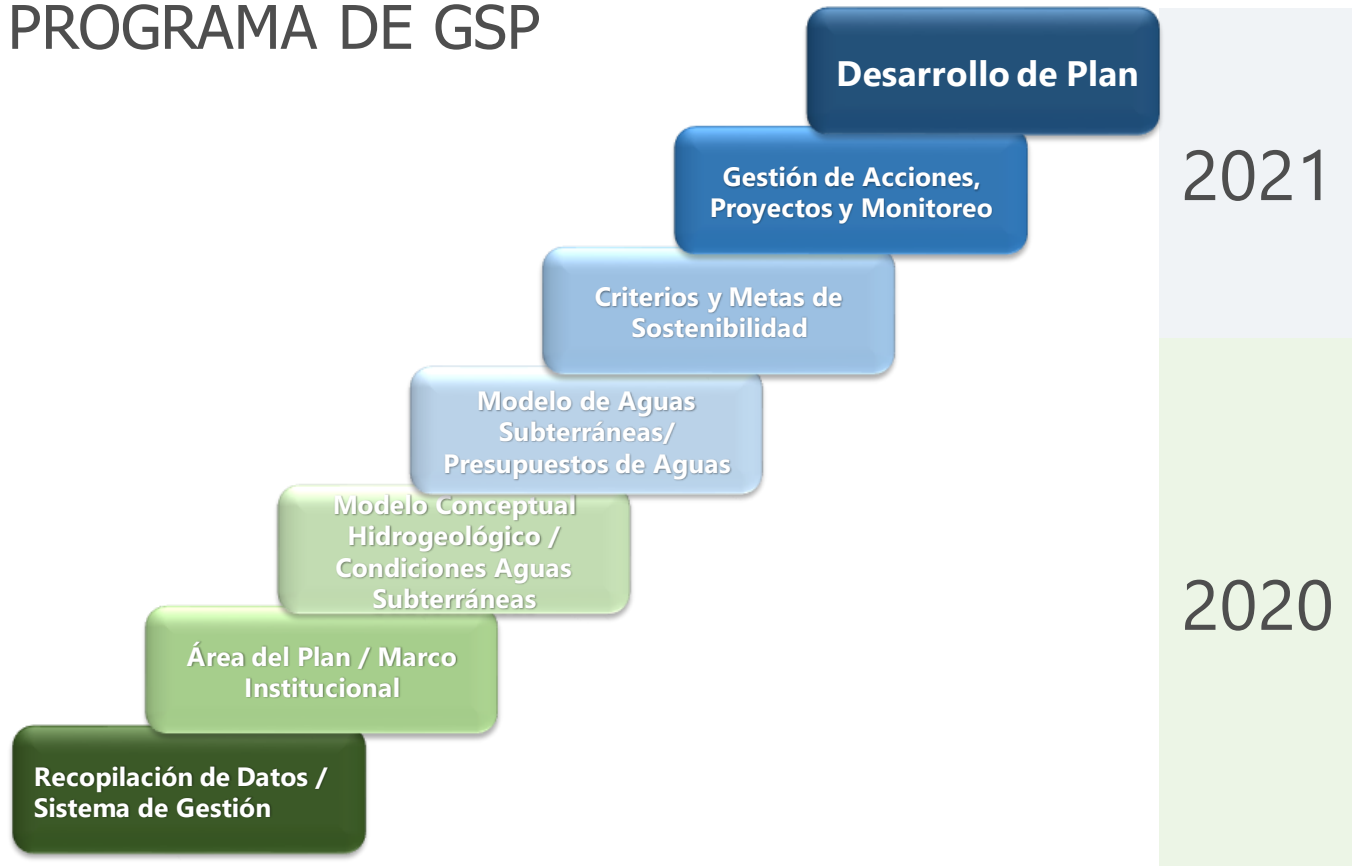 PROGRAMA DE GSP
Desarrollo de Plan
2021
Gestión de Acciones,
Proyectos y Monitoreo
Criterios y Metas de
Sostenibilidad
Modelo de Aguas
Subterráneas/
Presupuestos de Aguas
Modelo Conceptual
Hidrogeológico /
Condiciones Aguas
Subterráneas
2020
Área del Plan / Marco
Institucional
Recopilación de Datos /
Sistema de Gestión